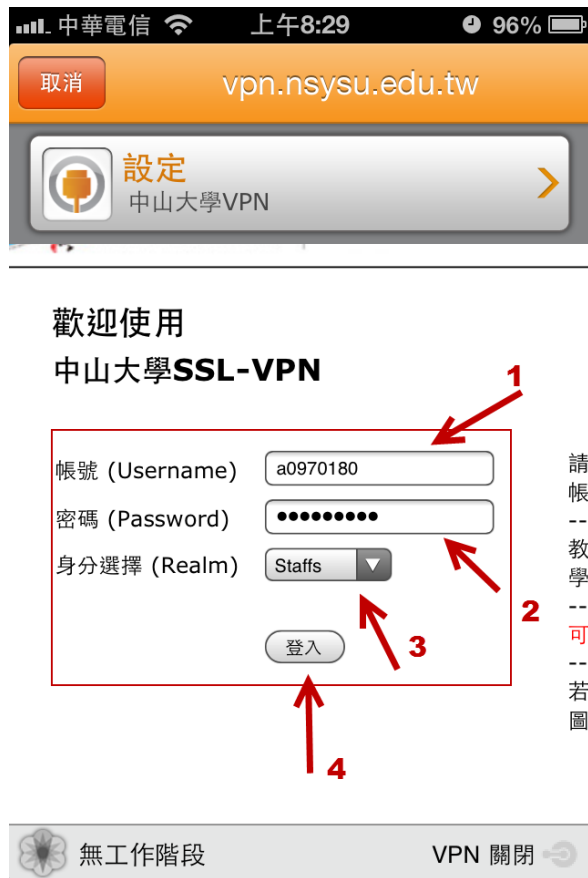 中華電信 上午8:29 96%
取消 vpn.nsysu.edu.tw
設定
中山大學VPN
歡迎使用
中山大學SSL-VPN
1
帳號 (Username) a0970180
密碼 (Password) •••••••••
身分選擇 (Realm) Staffs
2
3
登入
4
請
帳
--
教
學
--
可
--
若
圖
無工作階段 VPN 關閉